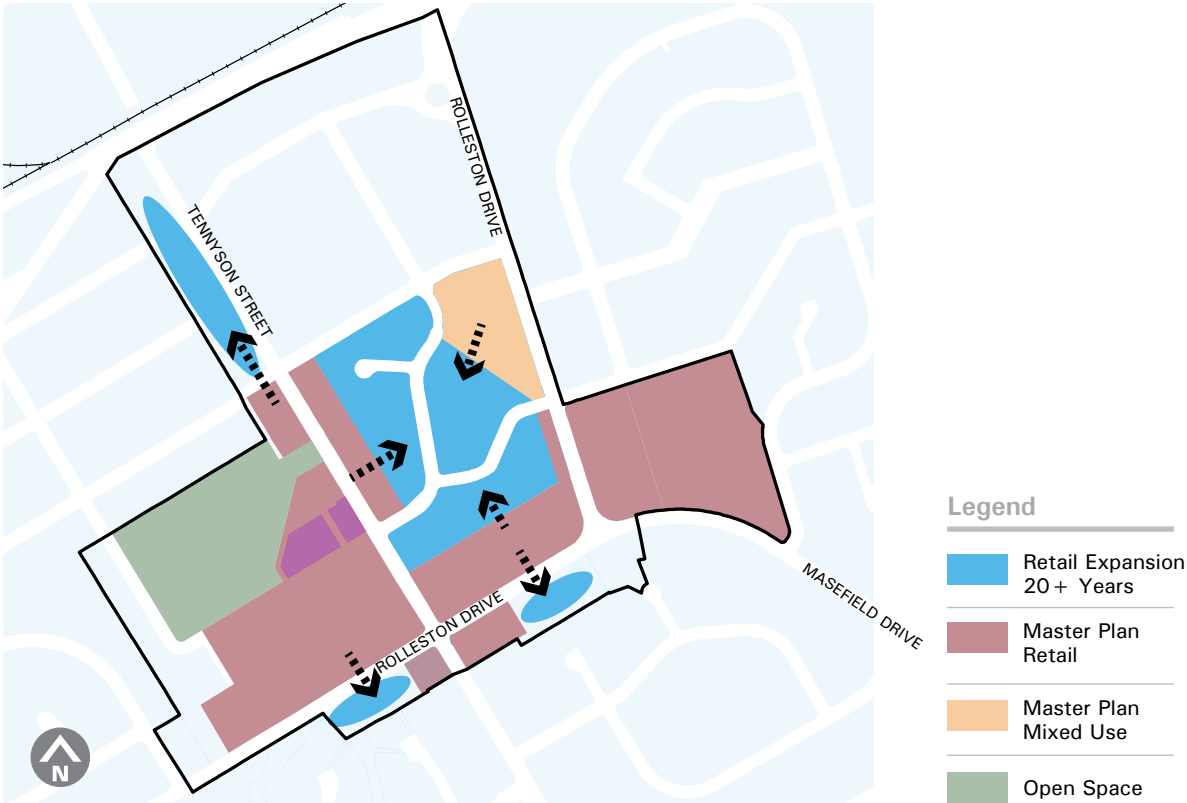 ROLLESTON DRIVE
TENNYSON STREET
ROLLESTON DRIVE
MASEFIELD DRIVE
N
Legend
Retail Expansion
20+ Years
Master Plan
Retail
Master Plan
Mixed Use
Open Space